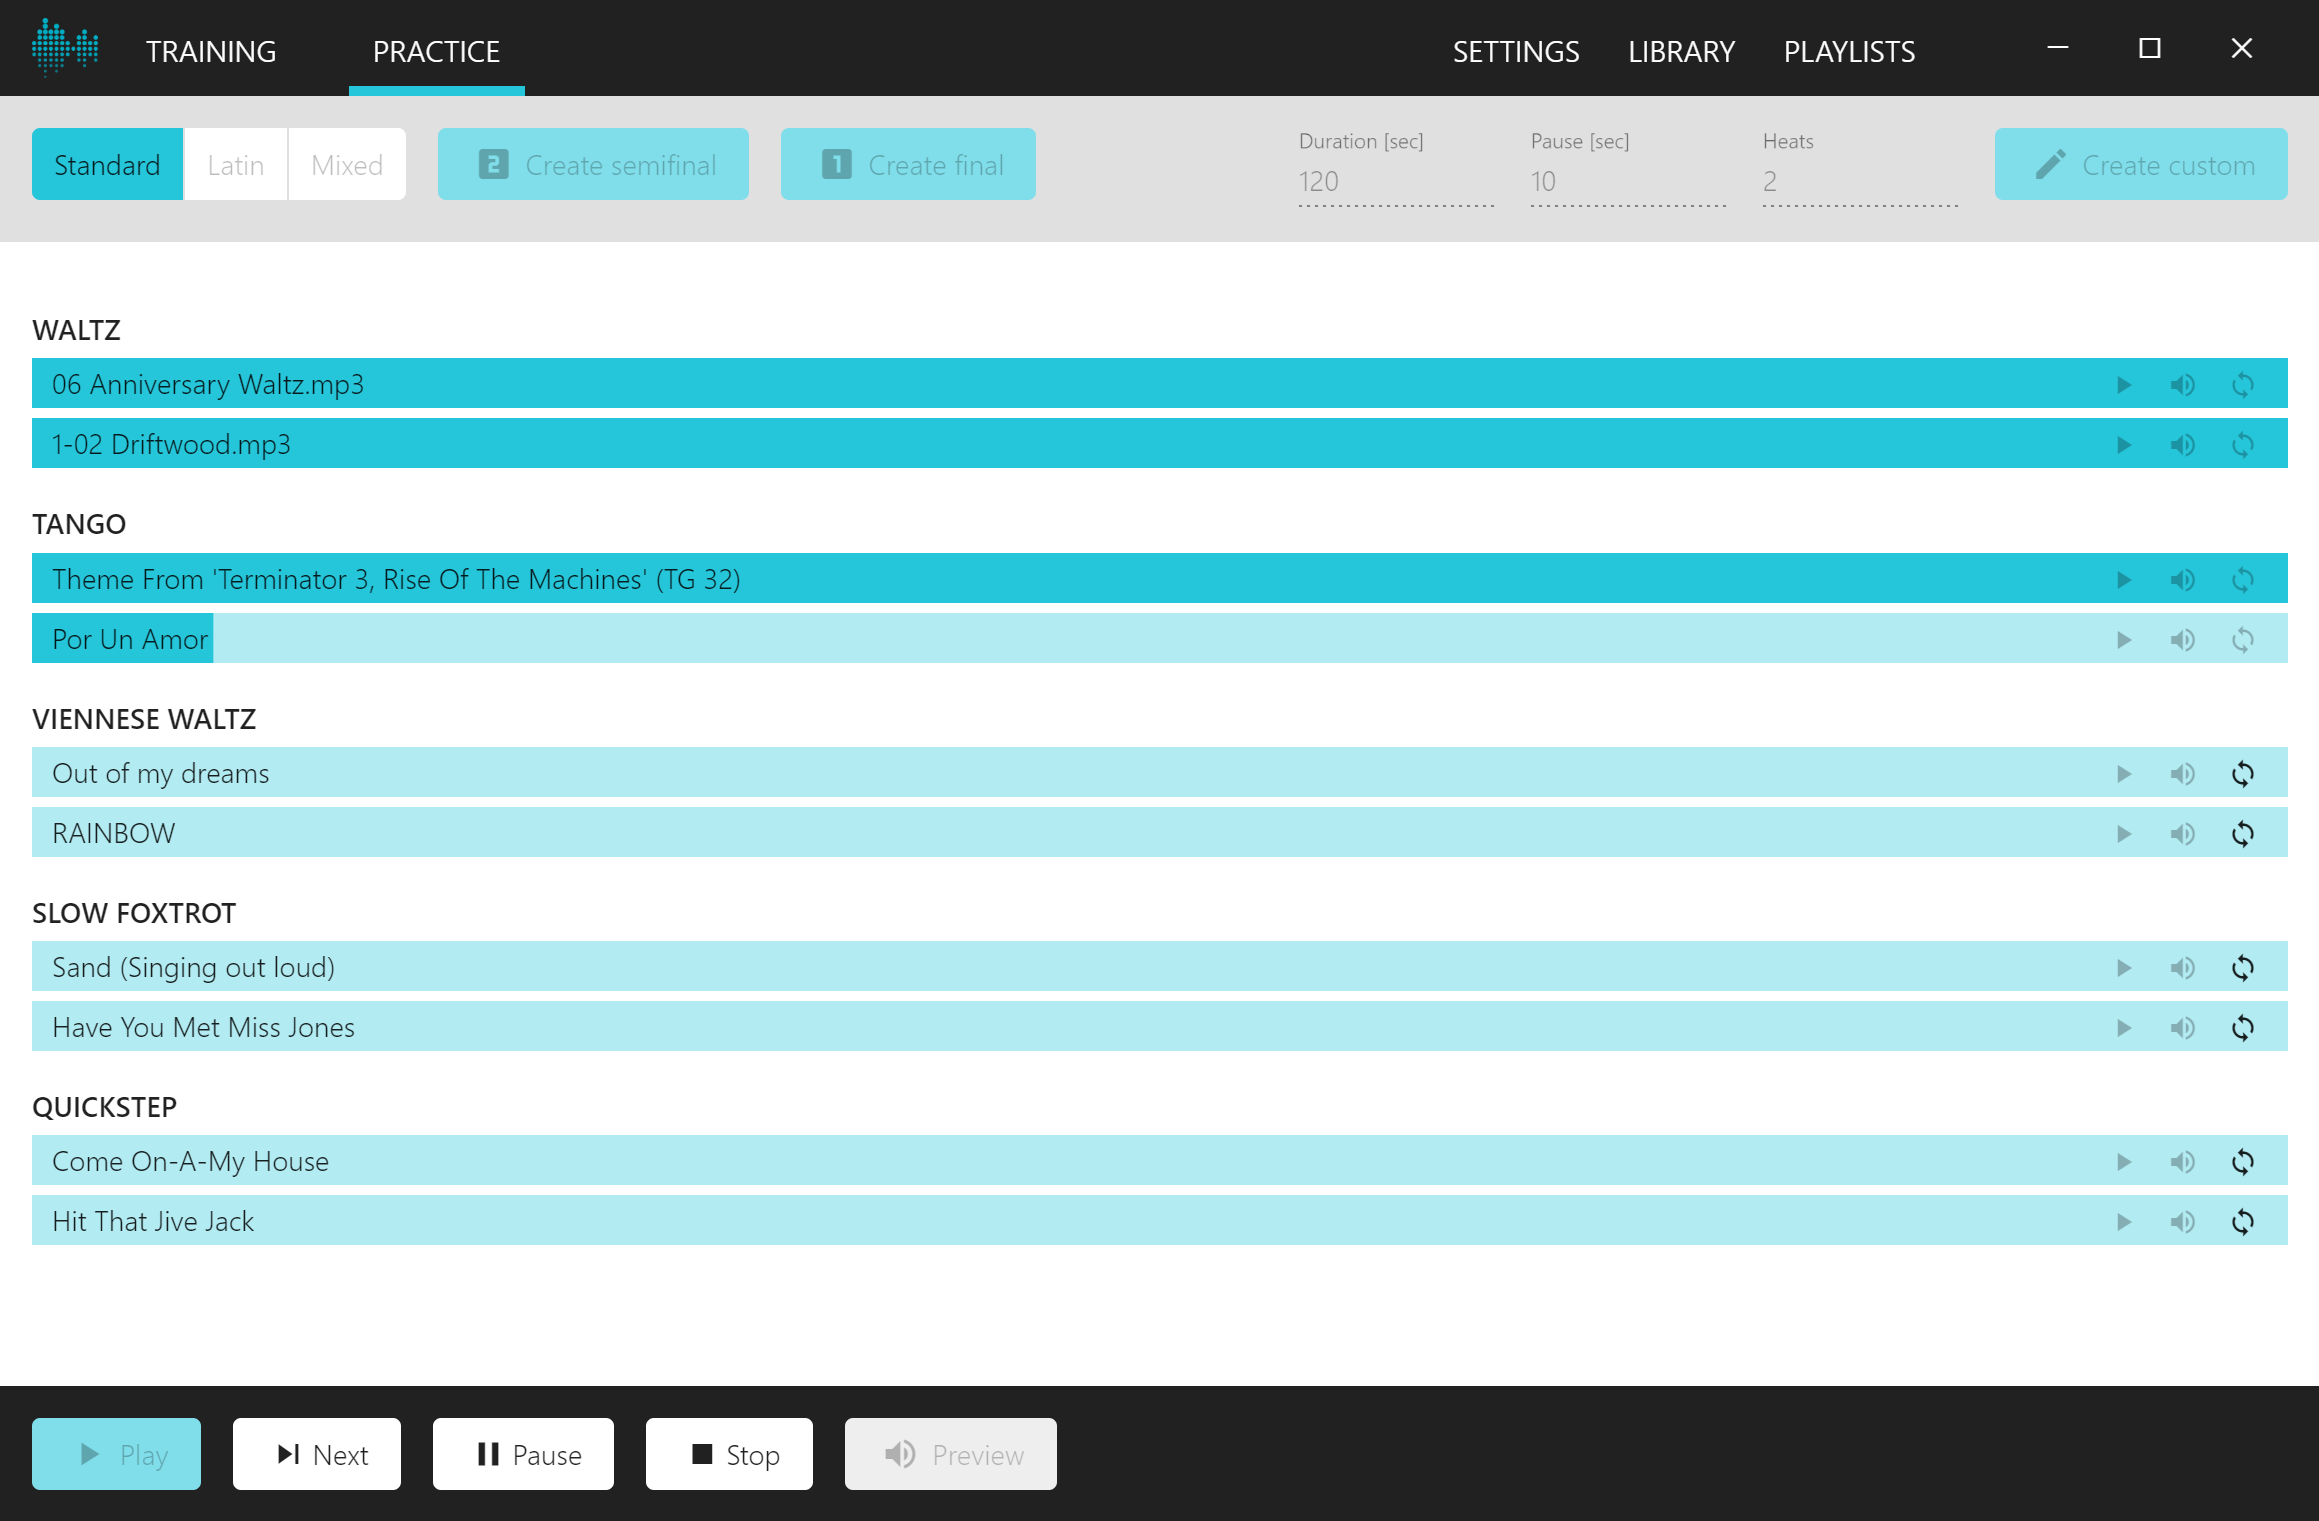 TRAINING PRACTICE SETTINGS LIBRARY PLAYLISTS
Standard Latin Mixed 2 Create semifinal 1 Create final Duration [sec] Pause [sec] Heats Create custom
120 10 2
WALTZ
06 Anniversary Waltz.mp3
1-02 Driftwood.mp3
TANGO
Theme From 'Terminator 3, Rise Of The Machines' (TG 32)
Por Un Amor
VIENNESE WALTZ
Out of my dreams
RAINBOW
SLOW FOXTROT
Sand (Singing out loud)
Have You Met Miss Jones
QUICKSTEP
Come On-A-My House
Hit That Jive Jack
Play Next Pause Stop Preview